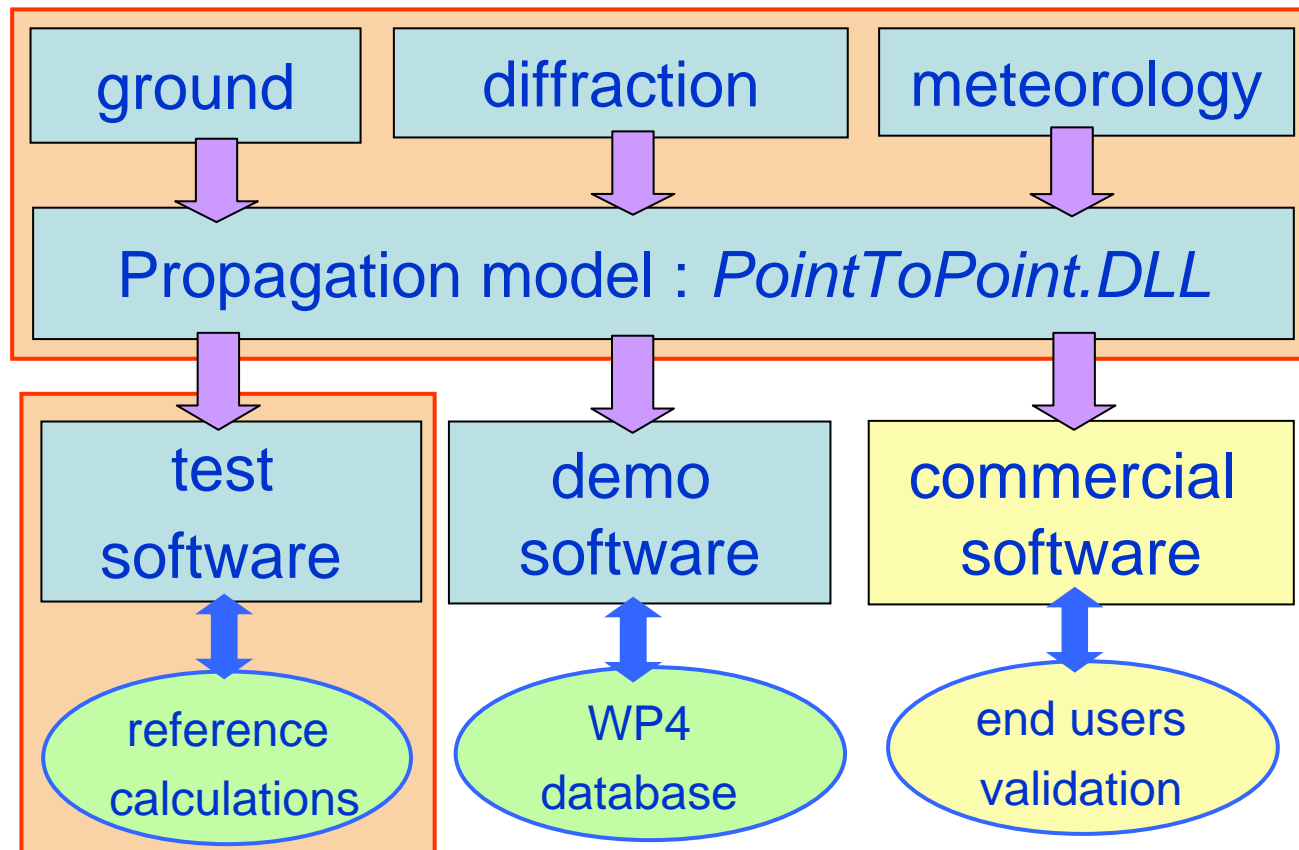 ground
diffraction
meteorology
Propagation model : PointToPoint.DLL
test
software
demo
software
commercial
software
reference
calculations
WP4
database
end users
validation